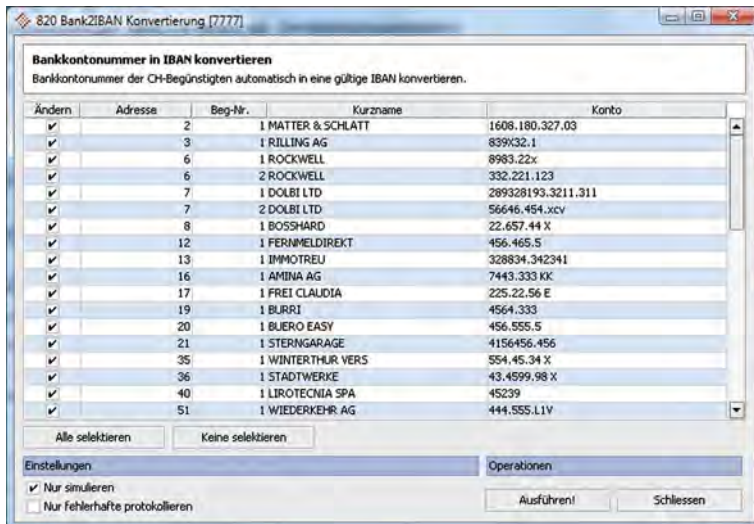 820 Bank2IBAN Konvertierung [7777]
Bankkontonummer in IBAN konvertieren
Bankkontonummer der CH-Begünstigten automatisch in eine gültige IBAN konvertieren.
Ändern Adresse Beg-Nr. Kurzname Konto
2 1 MATTER & SCHLATT 1608.180.327.03
3 1 RILLING AG 839X32.1
6 1 ROCKWELL 8983.22x
6 2 ROCKWELL 332.221.123
7 1 DOLBI LTD 289328193.3211.311
7 2 DOLBI LTD 56646.454.xcv
8 1 BOSSHARD 22.657.44 X
12 1 FERNMELDIREKT 456.465.5
13 1 IMMOTREU 328834.342341
16 1 AMINA AG 7443.333 KK
17 1 FREI CLAUDIA 225.22.56 E
19 1 BURRI 4564.333
20 1 BUERO EASY 456.555.5
21 1 STERNGARAGE 4156456.456
35 1 WINTERTHUR VERS 554.45.34 X
36 1 STADTWERKE 43.4599.98 X
40 1 LIROTECNIA SPA 45239
51 1 WIEDERKEHR AG 444.555.L1V
Alle selektieren Keine selektieren
Einstellungen Operationen
Nur simulieren
Nur fehlerhafte protokollieren
Ausführen! Schliessen